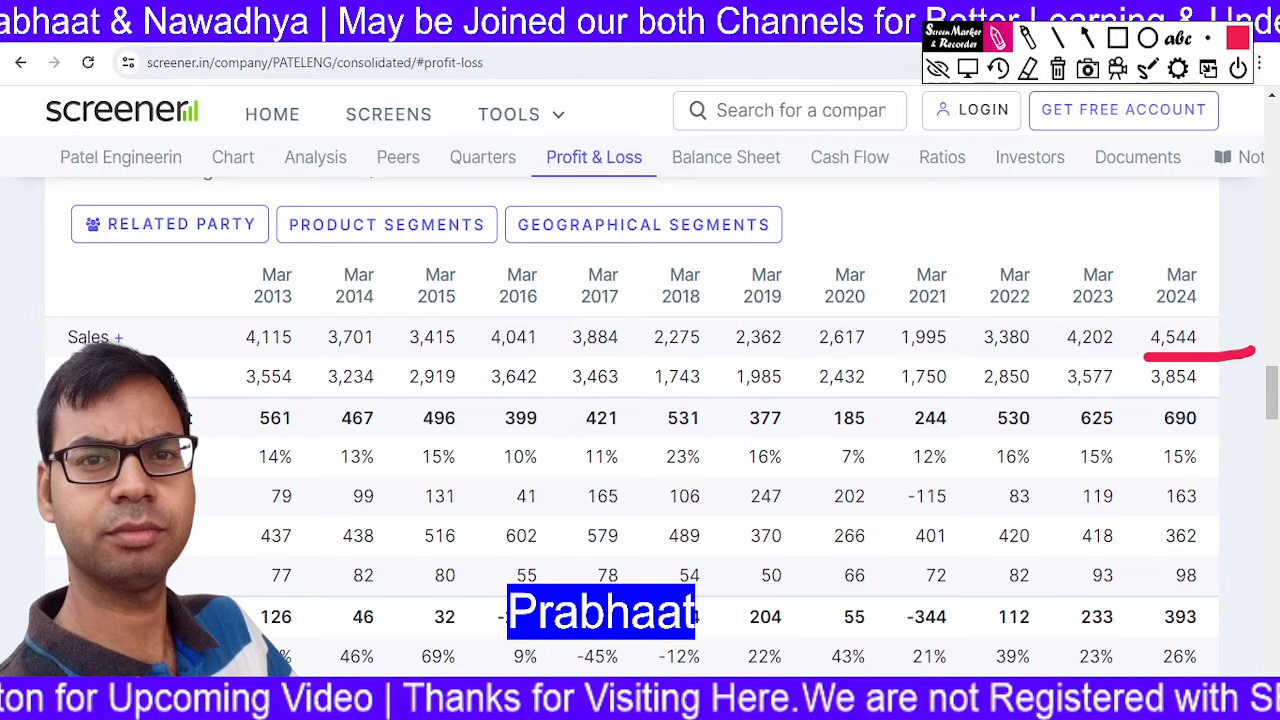 abhaat & Nawadhya | May be Joined our both Channels for Better Learning & Unde
Screen Marker & Recorder
abc
screener.in/company/PATELENG/consolidated/#profit-loss
screener HOME SCREENS TOOLS Search for a compar LOGIN GET FREE ACCOUNT
Patel Engineerin Chart Analysis Peers Quarters Profit & Loss Balance Sheet Cash Flow Ratios Investors Documents Not
RELATED PARTY PRODUCT SEGMENTS GEOGRAPHICAL SEGMENTS
Mar Mar Mar Mar Mar Mar Mar Mar Mar Mar Mar Mar
2013 2014 2015 2016 2017 2018 2019 2020 2021 2022 2023 2024
Sales + 4,115 3,701 3,415 4,041 3,884 2,275 2,362 2,617 1,995 3,380 4,202 4,544
3,554 3,234 2,919 3,642 3,463 1,743 1,985 2,432 1,750 2,850 3,577 3,854
561 467 496 399 421 531 377 185 244 530 625 690
14% 13% 15% 10% 11% 23% 16% 7% 12% 16% 15% 15%
79 99 131 41 165 106 247 202 -115 83 119 163
437 438 516 602 579 489 370 266 401 420 418 362
77 82 80 55 78 54 50 66 72 82 93 98
126 46 32 204 55 -344 112 233 393
Prabhaat
46% 69% 9% -45% -12% 22% 43% 21% 39% 23% 26%
ton for Upcoming Video | Thanks for Visiting Here.We are not Registered with